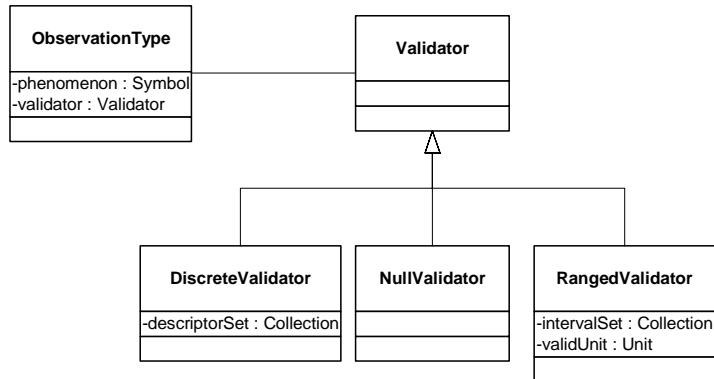 ObservationType
-phenomenon : Symbol
-validator : Validator
Validator
DiscreteValidator
-descriptorSet : Collection
NullValidator
RangedValidator
-intervalSet : Collection
-validUnit : Unit